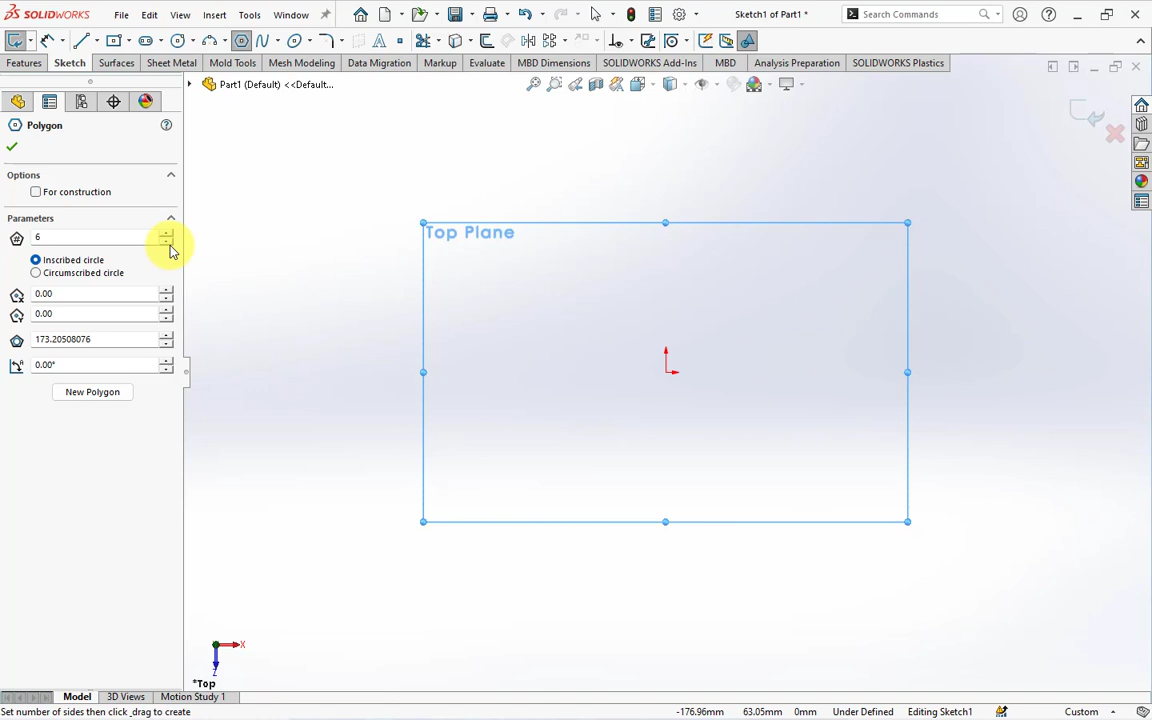 SOLIDWORKS File Edit View Insert Tools Window Sketch1 of Part1 * Search Commands
Features Sketch Surfaces Sheet Metal Mold Tools Mesh Modeling Data Migration Markup Evaluate MBD Dimensions SOLIDWORKS Add-Ins MBD Analysis Preparation SOLIDWORKS Plastics
Part1 (Default) <<Default...
Polygon
Options
For construction
Parameters
6
Inscribed circle
Circumscribed circle
0.00
0.00
173.20508076
0.00°
New Polygon
Top Plane
X
Z
*Top
Model 3D Views Motion Study 1
Set number of sides then click _drag to create -176.96mm 63.05mm 0mm Under Defined Editing Sketch1 Custom